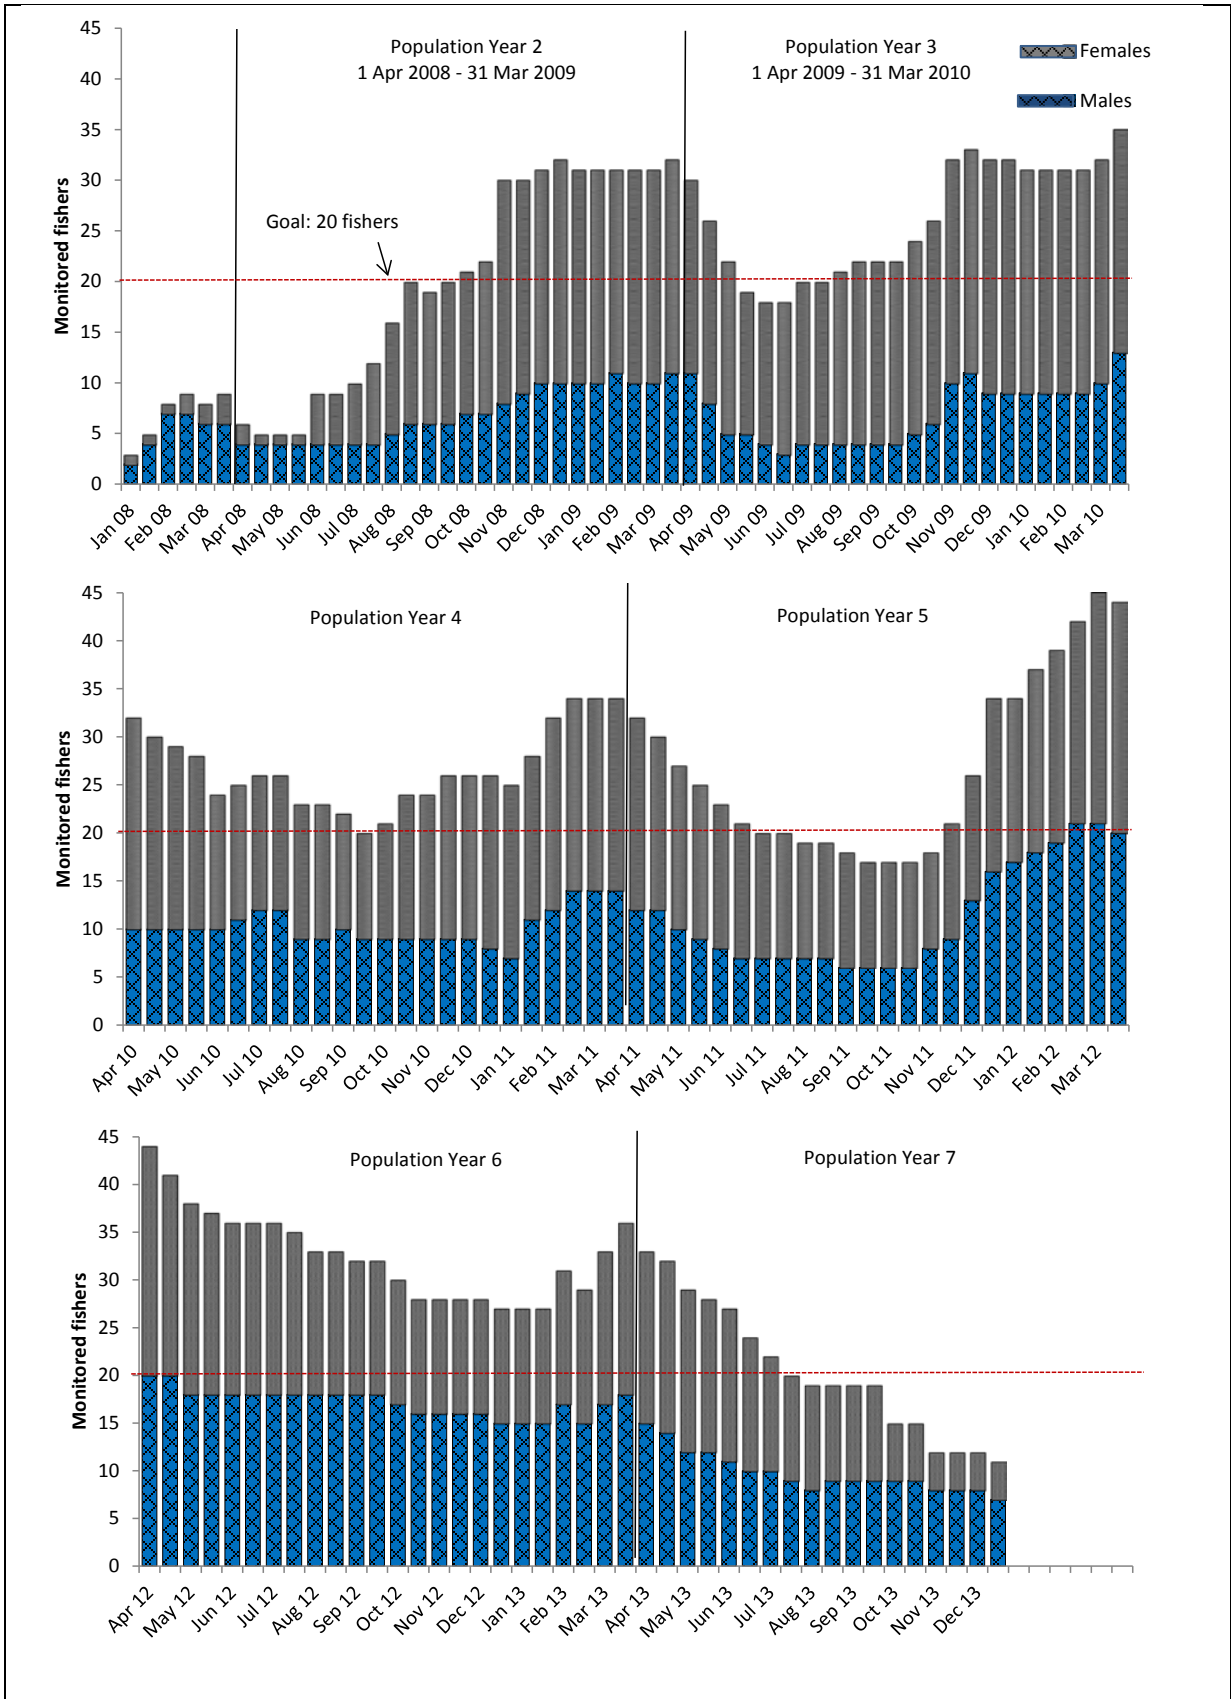 45
40
35
30
25
20
15
10
5
0
Monitored fishers
Population Year 2
1 Apr 2008 - 31 Mar 2009
Population Year 3
1 Apr 2009 - 31 Mar 2010
Females
Males
Goal: 20 fishers
Jan 08
Feb 08
Mar 08
Apr 08
May 08
Jun 08
Jul 08
Aug 08
Sep 08
Oct 08
Nov 08
Dec 08
Jan 09
Feb 09
Mar 09
Apr 09
May 09
Jun 09
Jul 09
Aug 09
Sep 09
Oct 09
Nov 09
Dec 09
Jan 10
Feb 10
Mar 10
45
40
35
30
25
20
15
10
5
0
Monitored fishers
Population Year 4
Population Year 5
Apr 10
May 10
Jun 10
Jul 10
Aug 10
Sep 10
Oct 10
Nov 10
Dec 10
Jan 11
Feb 11
Mar 11
Apr 11
May 11
Jun 11
Jul 11
Aug 11
Sep 11
Oct 11
Nov 11
Dec 11
Jan 12
Feb 12
Mar 12
45
40
35
30
25
20
15
10
5
0
Monitored fishers
Population Year 6
Population Year 7
Apr 12
May 12
Jun 12
Jul 12
Aug 12
Sep 12
Oct 12
Nov 12
Dec 12
Jan 13
Feb 13
Mar 13
Apr 13
May 13
Jun 13
Jul 13
Aug 13
Sep 13
Oct 13
Nov 13
Dec 13